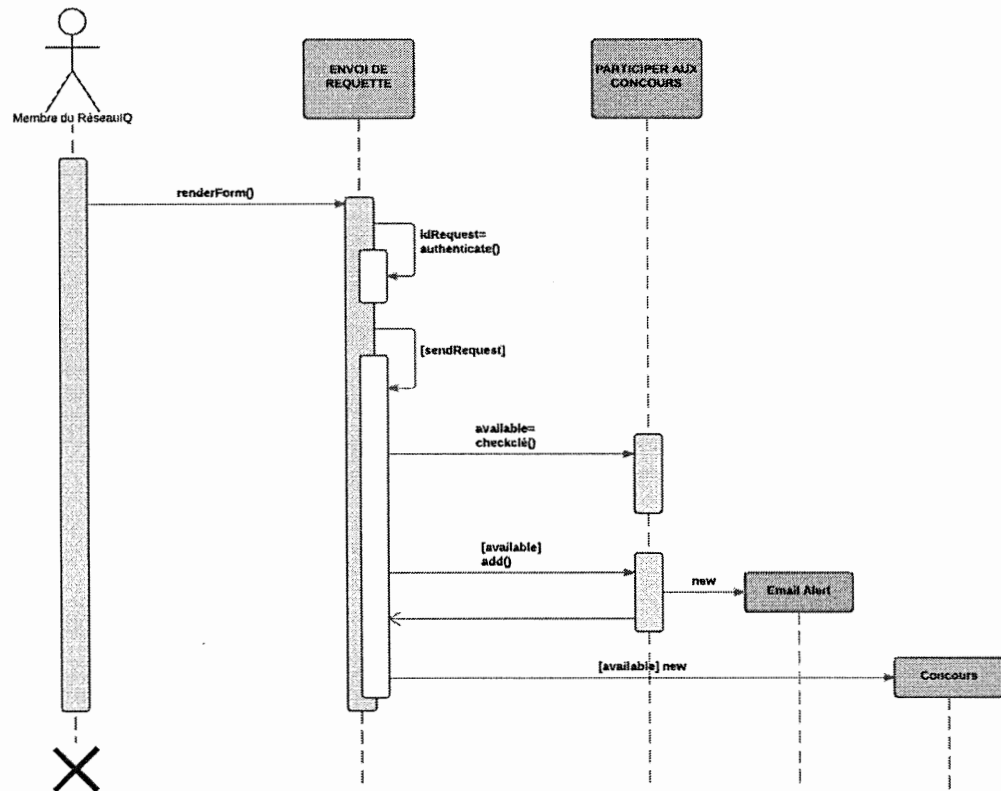 ENVOI DE
REQUETTE
PARTICIPER AUX
CONCOURS
Membre du RéseauIQ
renderForm()
idRequest=
authenticate()
[sendRequest]
available=
checkclé()
[available]
add()
new
Email Alert
[available] new
Concours